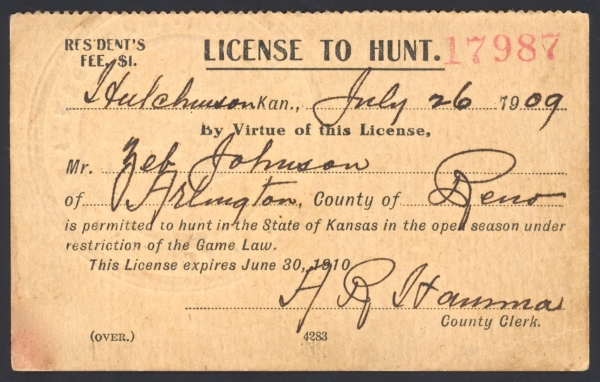 RES'DENT'S
FEE, $1.
LICENSE TO HUNT. 17987
Hutchinson Kan., July 26 1909
By Virtue of this License,
Mr. Zeb Johnson
of Arlington, County of Reno
is permitted to hunt in the State of Kansas in the open season under
restriction of the Game Law.
This License expires June 30, 1910
A R
County Clerk.
(OVER.) 4283